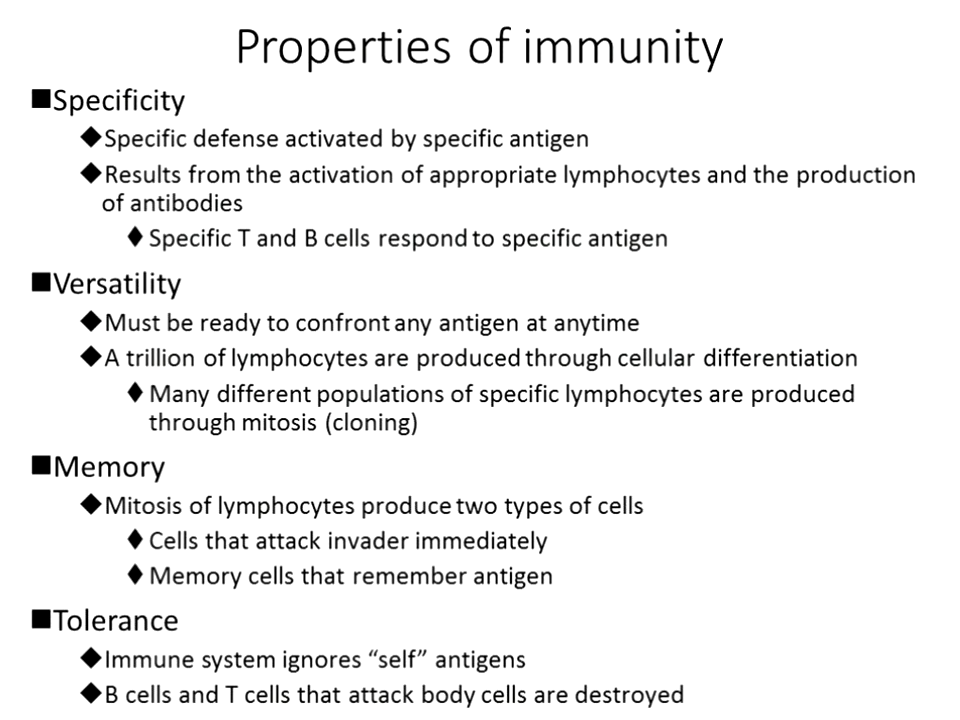 Properties of immunity
■Specificity
◆Specific defense activated by specific antigen
◆Results from the activation of appropriate lymphocytes and the production
of antibodies
♦ Specific T and B cells respond to specific antigen
■Versatility
◆Must be ready to confront any antigen at anytime
◆A trillion of lymphocytes are produced through cellular differentiation
♦ Many different populations of specific lymphocytes are produced
through mitosis (cloning)
■Memory
◆Mitosis of lymphocytes produce two types of cells
♦ Cells that attack invader immediately
♦ Memory cells that remember antigen
■Tolerance
◆Immune system ignores “self” antigens
◆B cells and T cells that attack body cells are destroyed